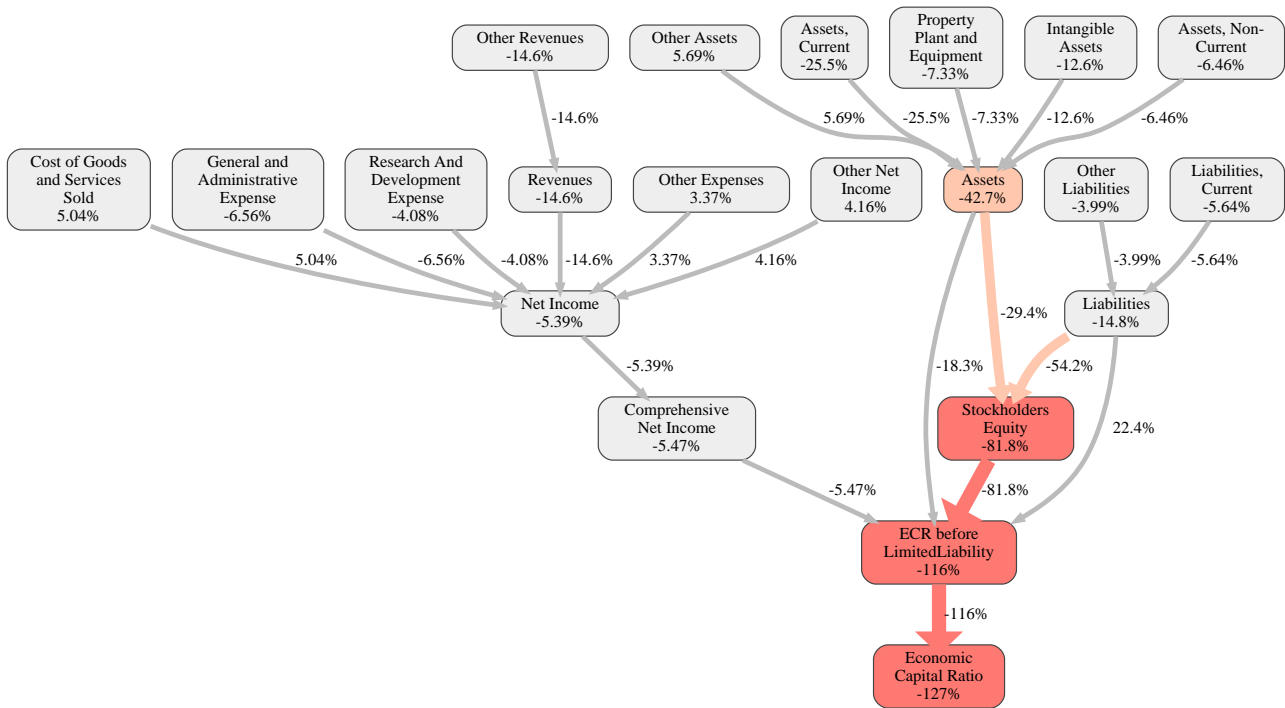 Other Revenues
-14.6%
Other Assets
5.69%
Assets,
Current
-25.5%
Property
Plant and
Equipment
-7.33%
Intangible
Assets
-12.6%
Assets, Non-
Current
-6.46%
-14.6%
5.69%
-25.5%
-7.33%
-12.6%
-6.46%
Cost of Goods
and Services
Sold
5.04%
General and
Administrative
Expense
-6.56%
Research And
Development
Expense
-4.08%
Revenues
-14.6%
Other Expenses
3.37%
Other Net
Income
4.16%
Assets
-42.7%
Other
Liabilities
-3.99%
Liabilities,
Current
-5.64%
5.04%
-6.56%
-4.08%
-14.6%
3.37%
4.16%
-3.99%
-5.64%
Net Income
-5.39%
-29.4%
Liabilities
-14.8%
-5.39%
-18.3%
-54.2%
Comprehensive
Net Income
-5.47%
Stockholders
Equity
-81.8%
22.4%
-5.47%
-81.8%
ECR before
LimitedLiability
-116%
-116%
Economic
Capital Ratio
-127%